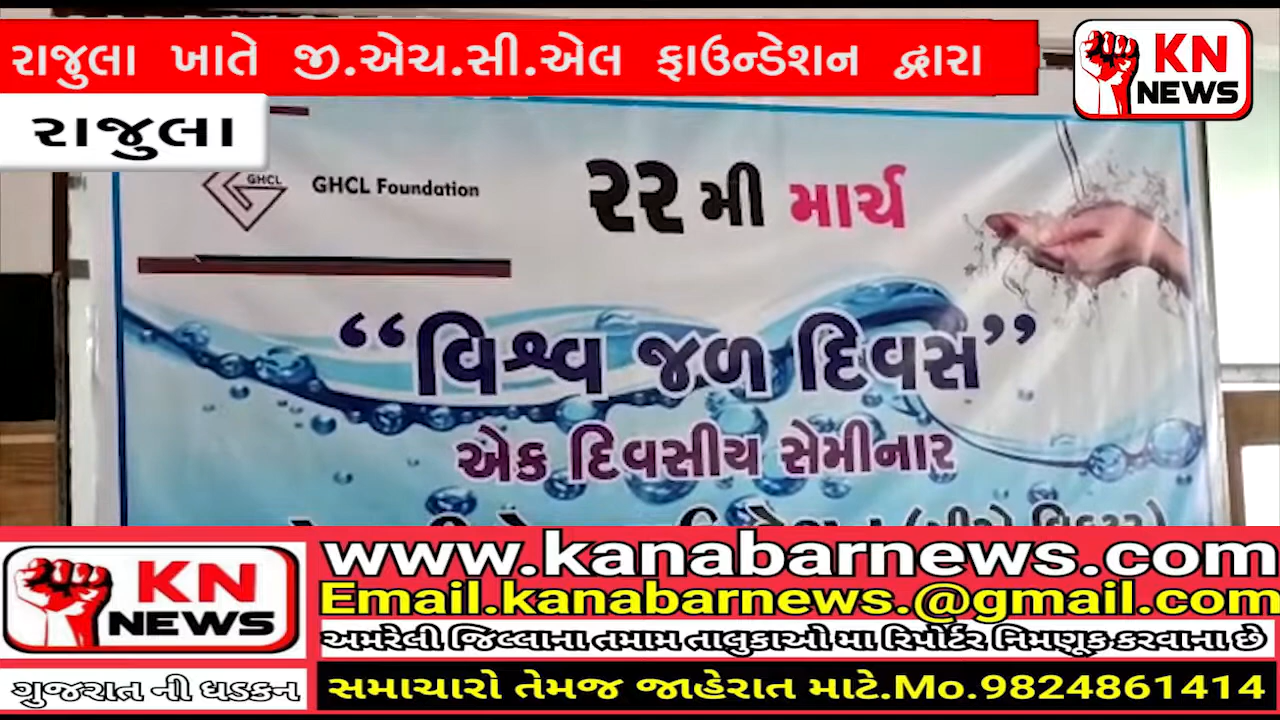 રાજુલા ખાતે જી.એચ.સી.એલ ફાઉન્ડેશન દ્વારા
KN
NEWS
રાજુલા
GHCL
GHCL Foundation
૨૨ મી માર્ચ
“વિશ્વ જળ દિવસ”
એક દિવસીય સેમીનાર
KN
NEWS
www.kanabarnews.com
Email.kanabarnews.@gmail.com
અમરેલી જિલ્લાના તમામ તાલુકાઓ મા રિપોર્ટર નિમણૂક કરવાના છે
ગુજરાત ની ધડકન
સમાચારો તેમજ જાહેરાત માટે.Mo.9824861414